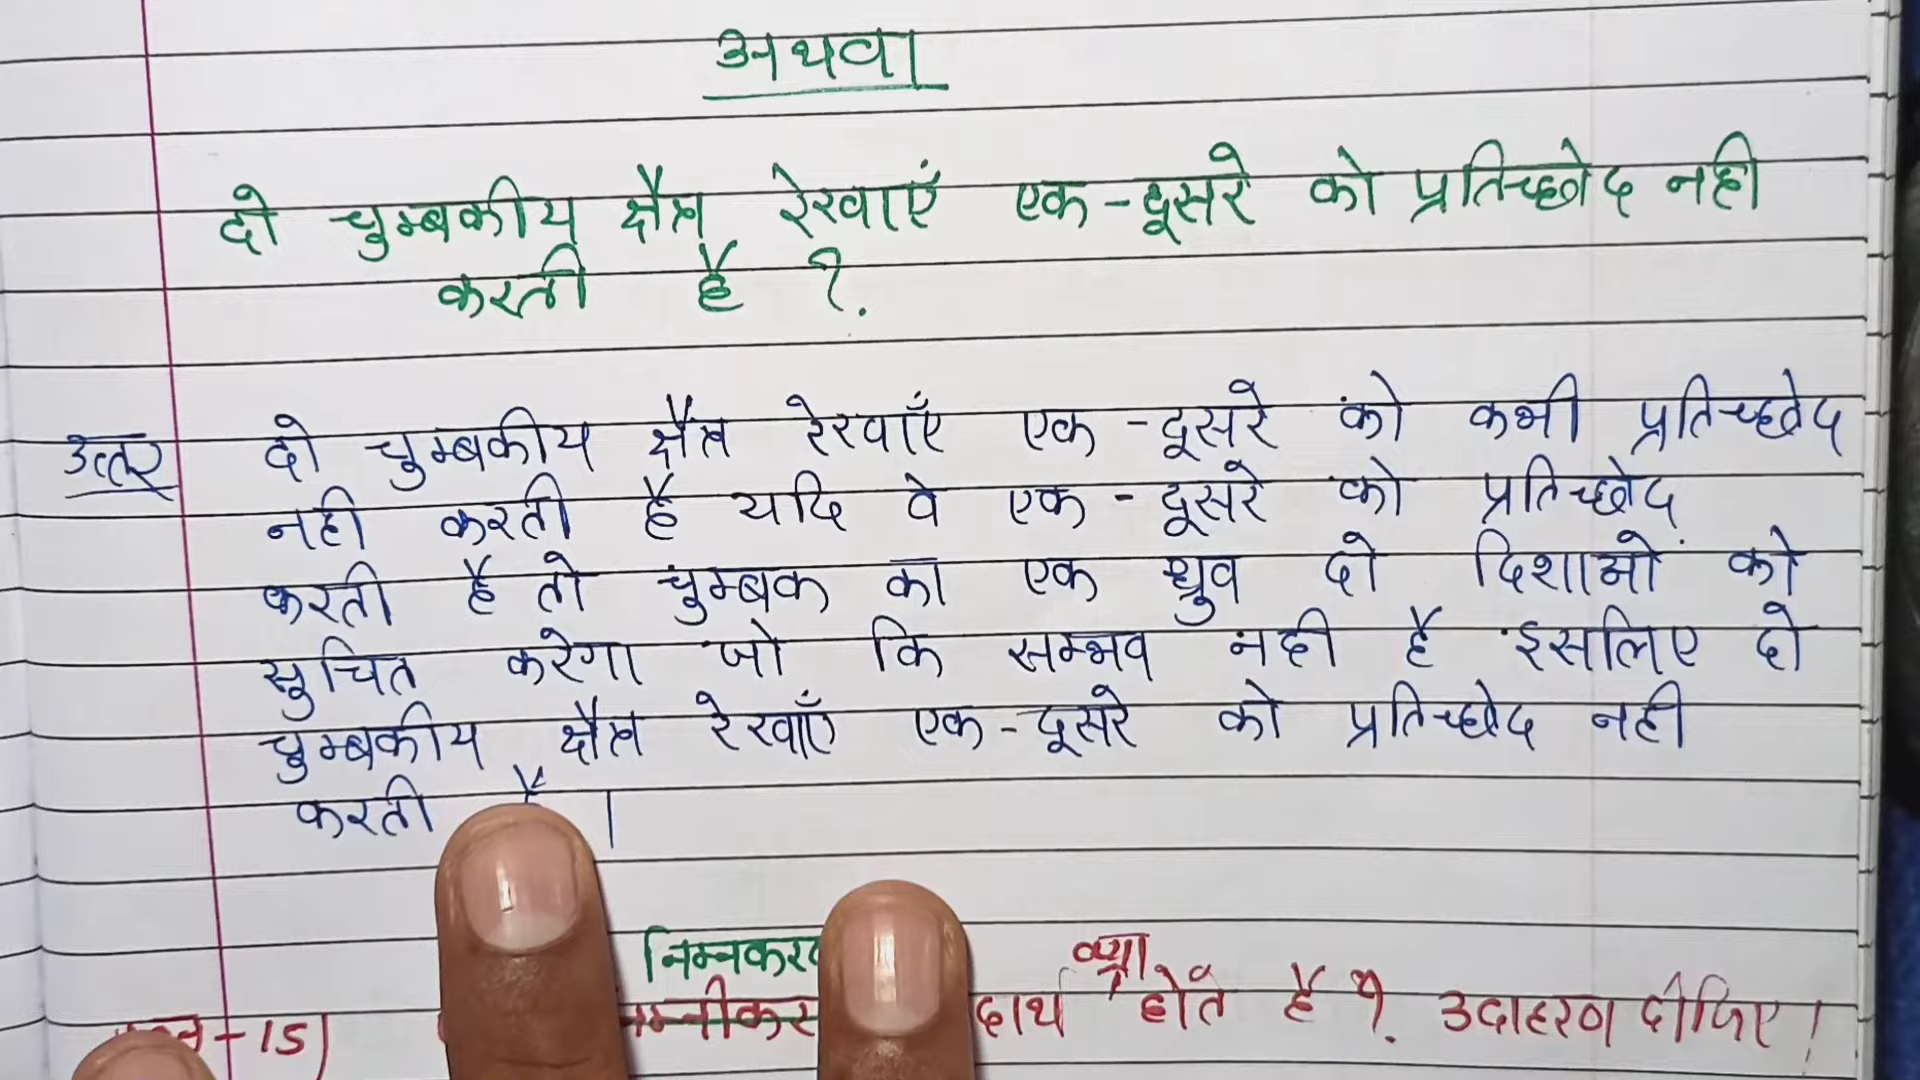 अथवा
दो चुम्बकीय क्षैत्र रेखाएँ एक-दूसरे को प्रतिच्छेद नही
करती है ?.
उत्तर दो चुम्बकीय क्षैत्र रेखाएँ एक-दूसरे को कभी प्रतिच्छेद
नही करती है यदि वे एक-दूसरे को प्रतिच्छेद
करती है तो चुम्बक का एक ध्रुव दो दिशाओं को
सुचित करेगा जो कि सम्भव नही है इसलिए दो
चुम्बकीय क्षैत्र रेखाएँ एक-दूसरे को प्रतिच्छेद नही
करती है |
क्या
होते है ?. उदाहरण दीजिए |